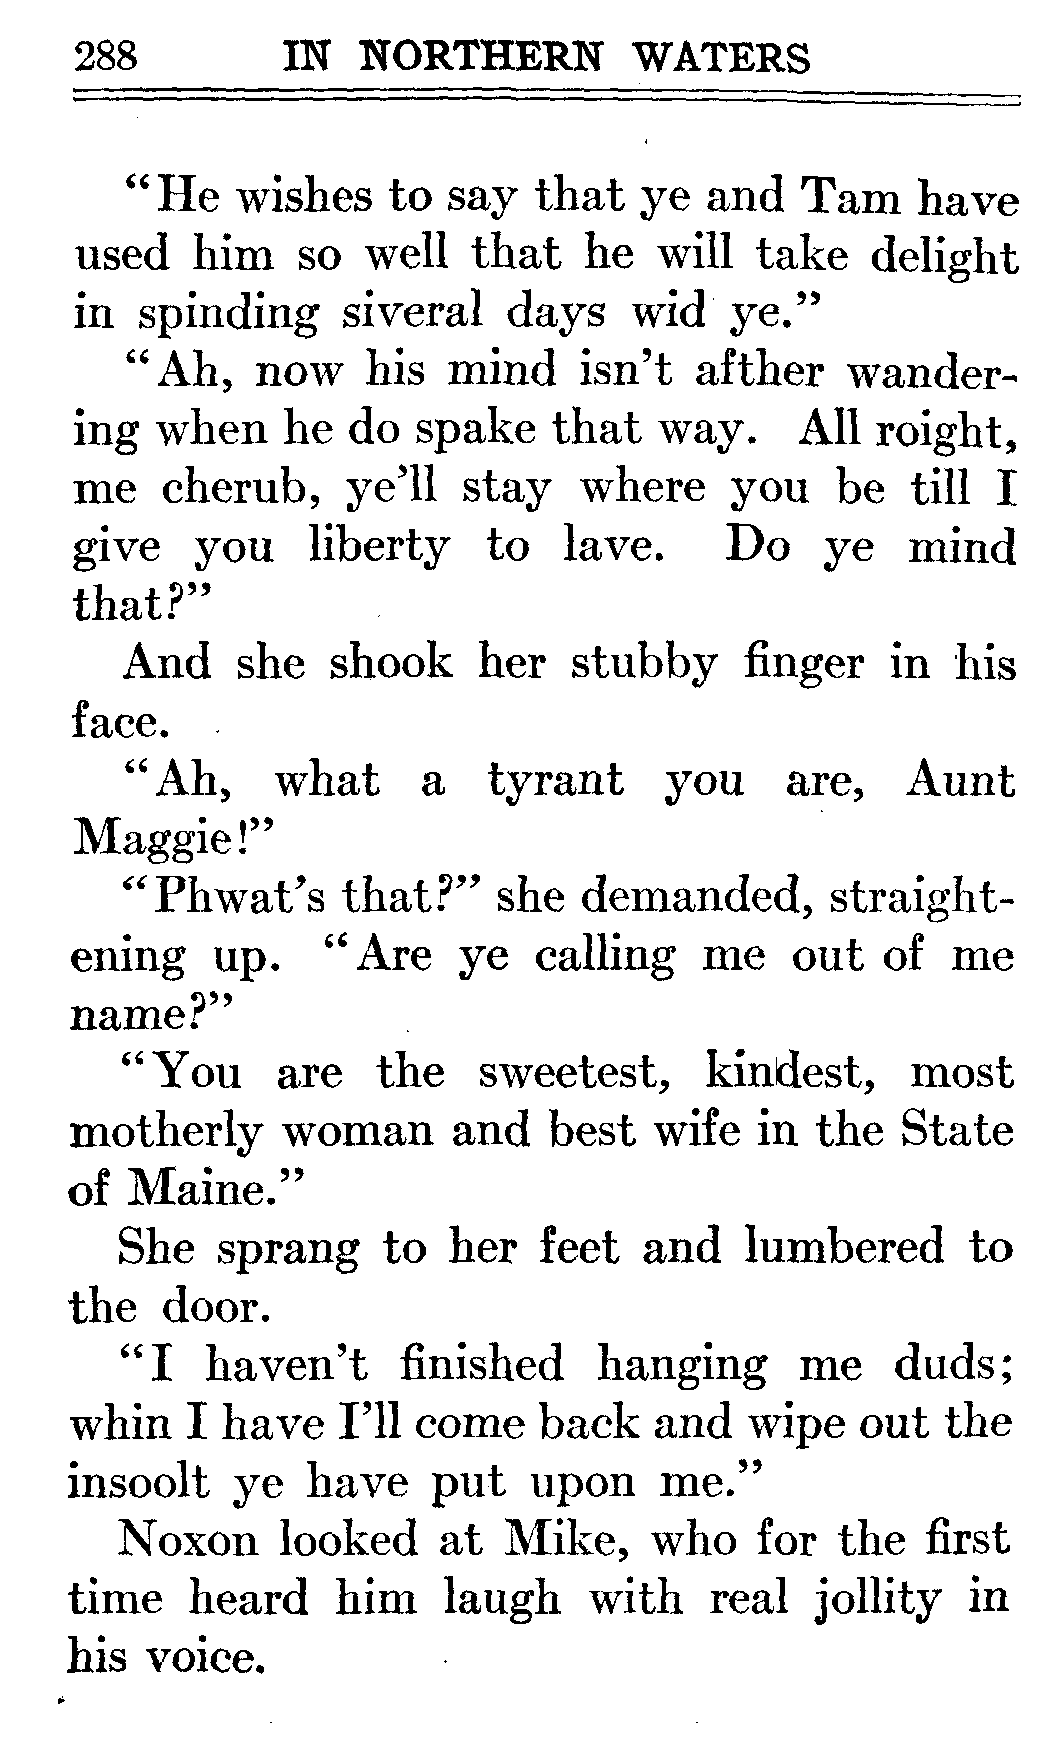 288 IN NORTHERN WATERS
"He wishes to say that ye and Tam have
used him so well that he will take delight
in spinding siveral days wid ye."
"Ah, now his mind isn't afther wander-
ing when he do spake that way. All roight,
me cherub, ye'll stay where you be till I
give you liberty to lave. Do ye mind
that?"
And she shook her stubby finger in his
face.
"Ah, what a tyrant you are, Aunt
Maggie!"
"Phwat's that?" she demanded, straight-
ening up. "Are ye calling me out of me
name?"
"You are the sweetest, kindest, most
motherly woman and best wife in the State
of Maine."
She sprang to her feet and lumbered to
the door.
"I haven't finished hanging me duds;
whin I have I'll come back and wipe out the
insoolt ye have put upon me."
Noxon looked at Mike, who for the first
time heard him laugh with real jollity in
his voice.